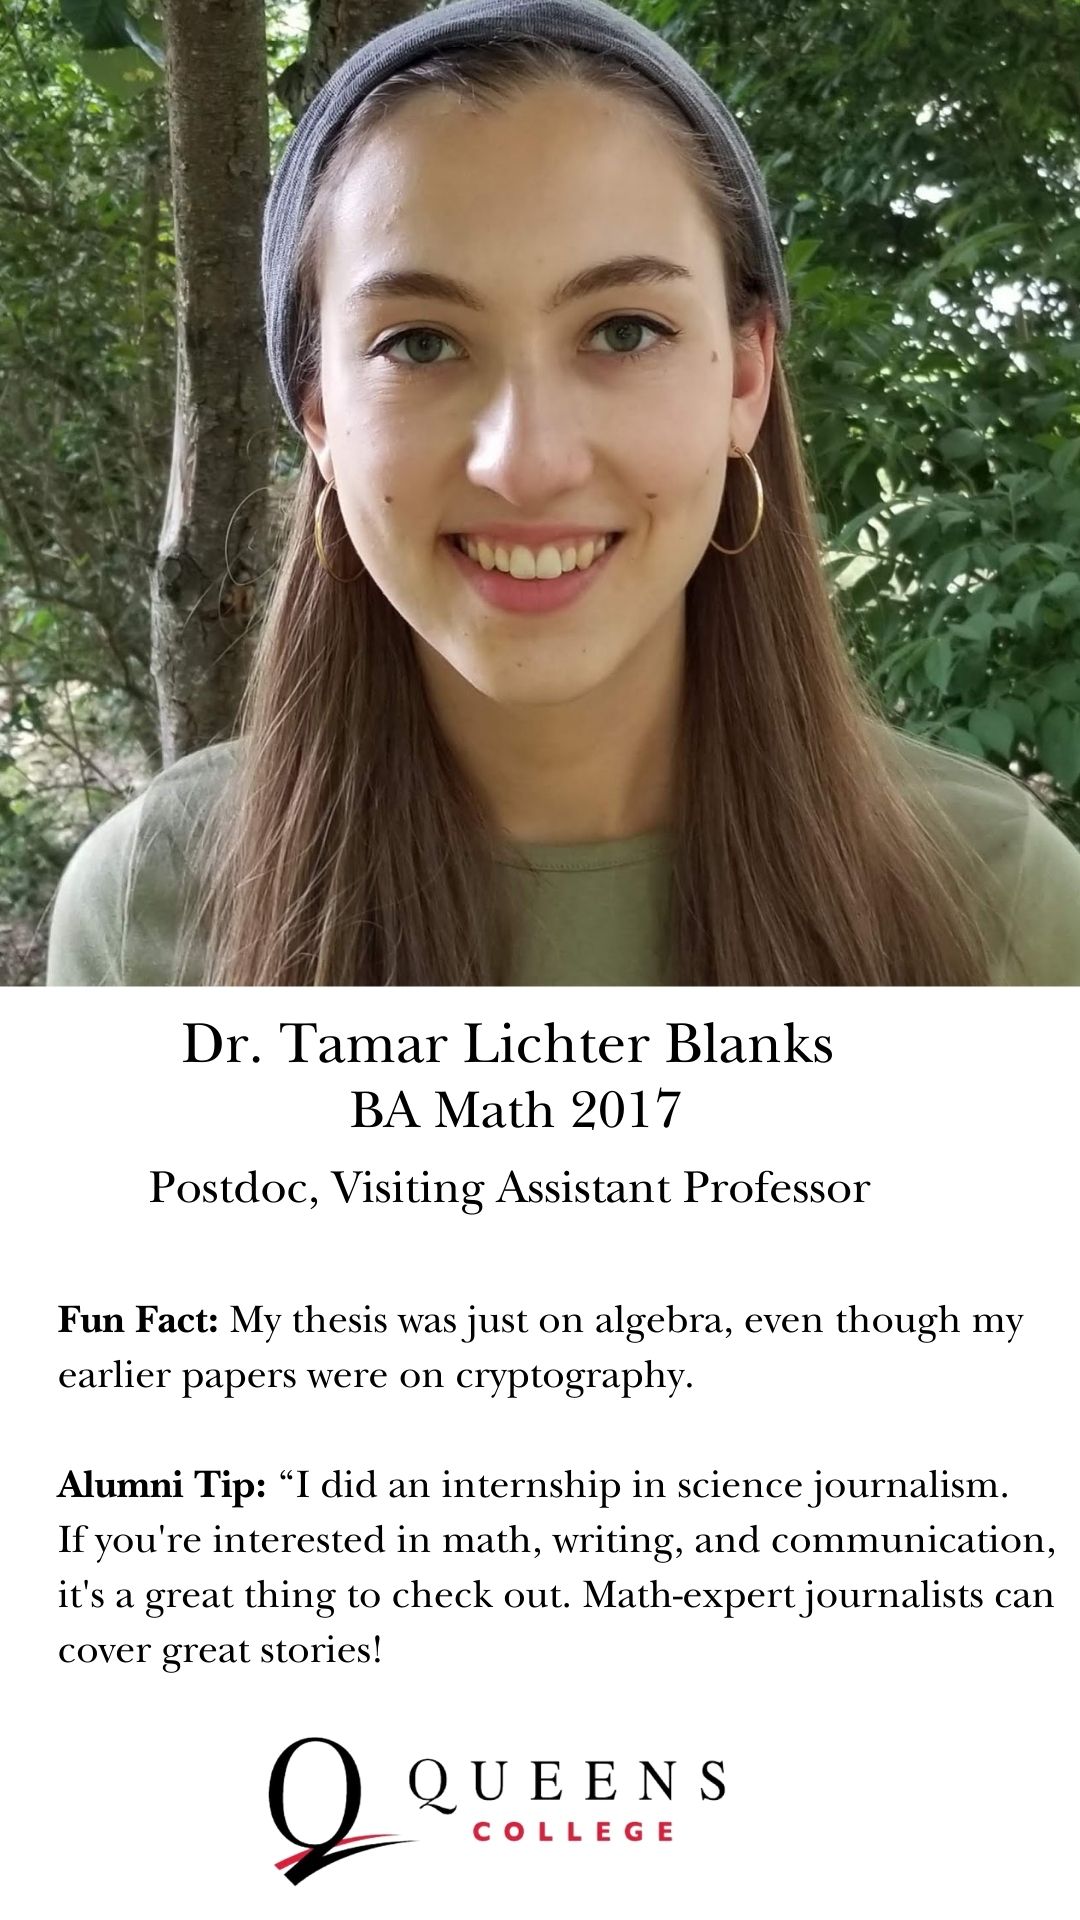 Dr. Tamar Lichter Blanks
BA Math 2017
Postdoc, Visiting Assistant Professor
Fun Fact: My thesis was just on algebra, even though my
earlier papers were on cryptography.
Alumni Tip: “I did an internship in science journalism.
If you're interested in math, writing, and communication,
it's a great thing to check out. Math-expert journalists can
cover great stories!
Q QUEENS
COLLEGE